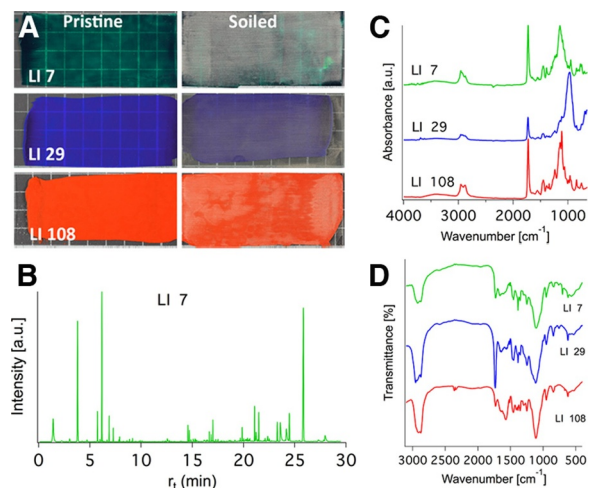 A
Pristine
Soiled
LI 7
LI 29
LI 108
B
LI 7
Intensity [a.u.]
0 5 10 15 20 25 30
rt (min)
C
LI 7
LI 29
LI 108
Absorbance [a.u.]
4000 3000 2000 1000
Wavenumber [cm⁻¹]
D
LI 7
LI 29
LI 108
Transmittance [%]
3000 2500 2000 1500 1000 500
Wavenumber [cm⁻¹]